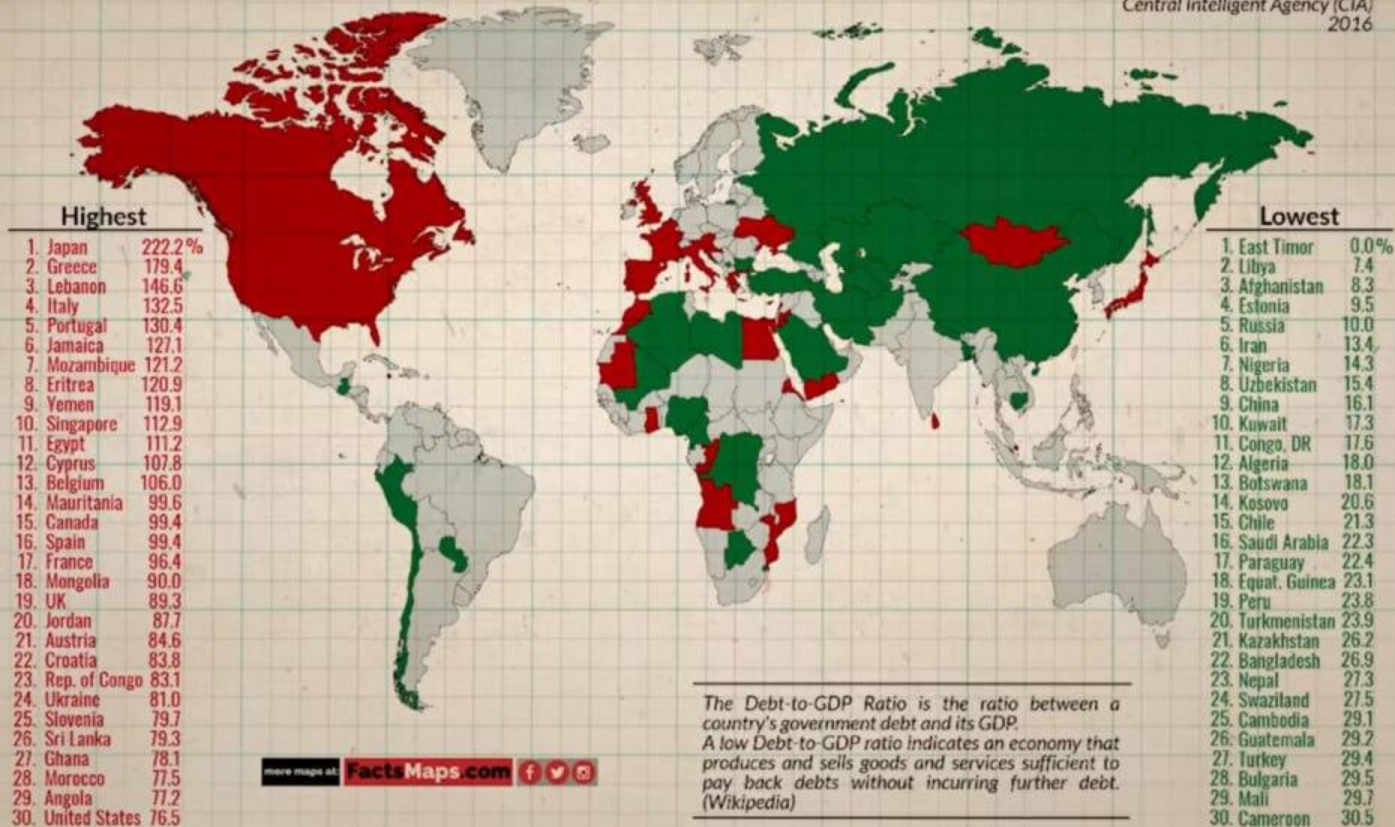 Central Intelligent Agency (CIA)
2016
Highest
1. Japan 222.2%
2. Greece 179.4
3. Lebanon 146.6
4. Italy 132.5
5. Portugal 130.4
6. Jamaica 127.1
7. Mozambique 121.2
8. Eritrea 120.9
9. Yemen 119.1
10. Singapore 112.9
11. Egypt 111.2
12. Cyprus 107.8
13. Belgium 106.0
14. Mauritania 99.6
15. Canada 99.4
16. Spain 99.4
17. France 96.4
18. Mongolia 90.0
19. UK 89.3
20. Jordan 87.7
21. Austria 84.6
22. Croatia 83.8
23. Rep. of Congo 83.1
24. Ukraine 81.0
25. Slovenia 79.7
26. Sri Lanka 79.3
27. Ghana 78.1
28. Morocco 77.5
29. Angola 77.2
30. United States 76.5
Lowest
1. East Timor 0.0%
2. Libya 7.4
3. Afghanistan 8.3
4. Estonia 9.5
5. Russia 10.0
6. Iran 13.4
7. Nigeria 14.3
8. Uzbekistan 15.4
9. China 16.1
10. Kuwait 17.3
11. Congo, DR 17.6
12. Algeria 18.0
13. Botswana 18.1
14. Kosovo 20.6
15. Chile 21.3
16. Saudi Arabia 22.3
17. Paraguay 22.4
18. Equat. Guinea 23.1
19. Peru 23.8
20. Turkmenistan 23.9
21. Kazakhstan 26.2
22. Bangladesh 26.9
23. Nepal 27.3
24. Swaziland 27.5
25. Cambodia 29.1
26. Guatemala 29.2
27. Turkey 29.4
28. Bulgaria 29.5
29. Mali 29.7
30. Cameroon 30.5
The Debt-to-GDP Ratio is the ratio between a
country's government debt and its GDP.
A low Debt-to-GDP ratio indicates an economy that
produces and sells goods and services sufficient to
pay back debts without incurring further debt.
(Wikipedia)
more maps at: FactsMaps.com